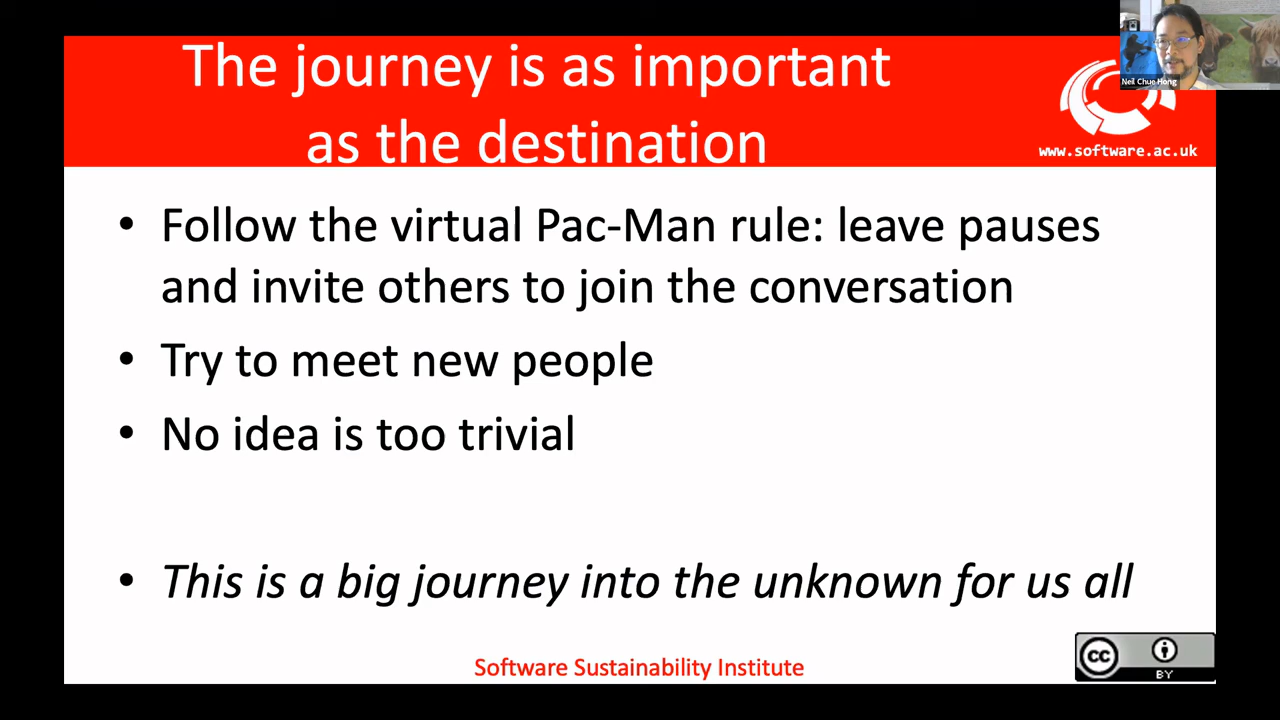 The journey is as important
as the destination
Neil Chue Hong
www.software.ac.uk
• Follow the virtual Pac-Man rule: leave pauses
and invite others to join the conversation
• Try to meet new people
• No idea is too trivial
• This is a big journey into the unknown for us all
Software Sustainability Institute
cc
BY